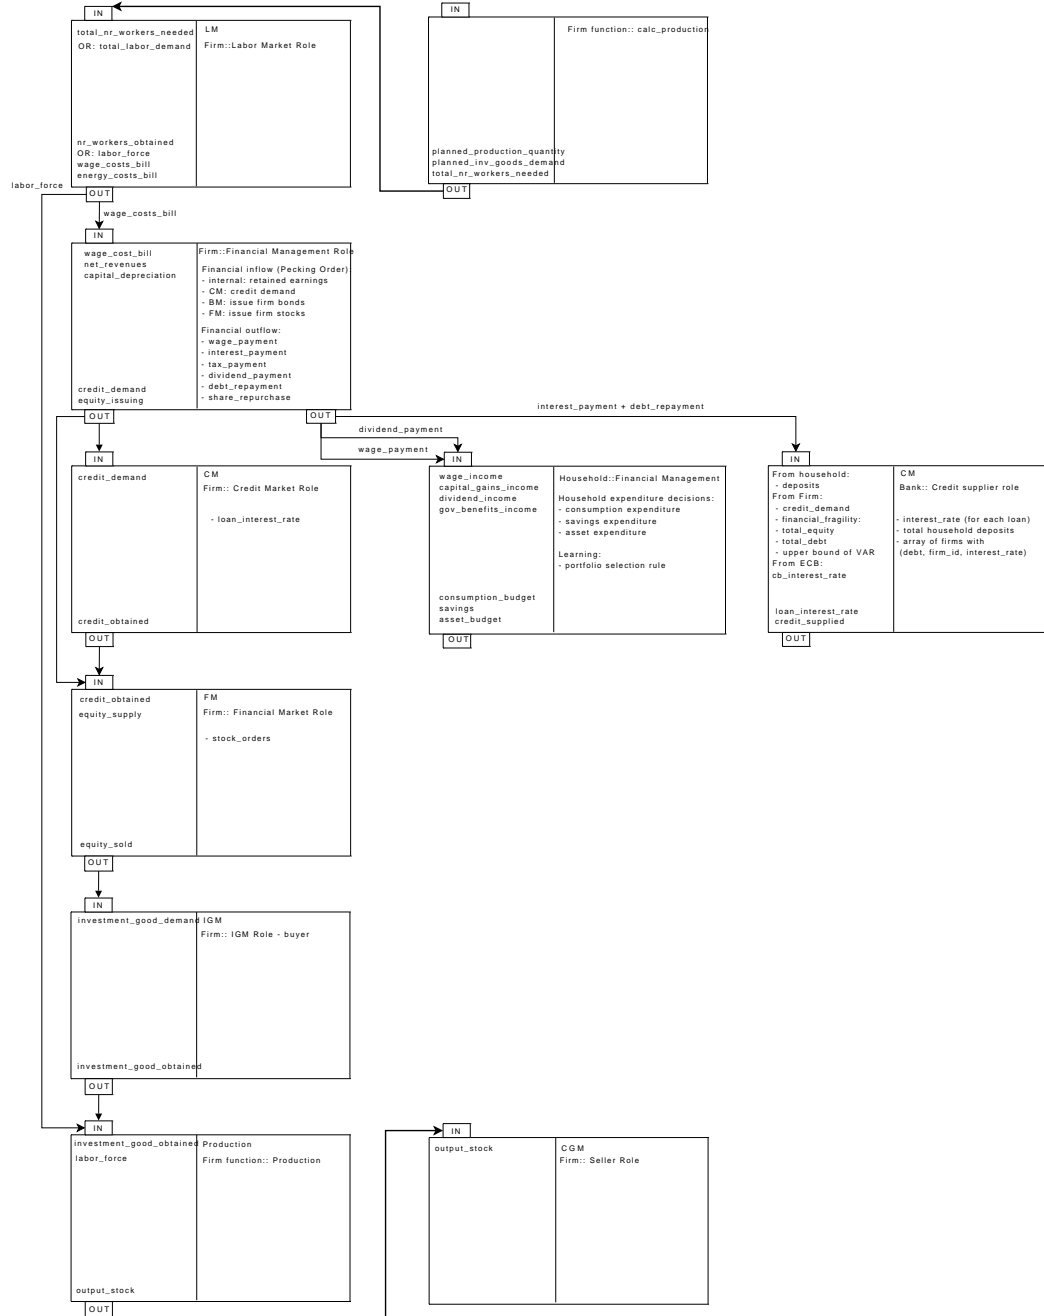 IN
total_nr_workers_needed
OR: total_labor_demand
LM
Firm::Labor Market Role
nr_workers_obtained
OR: labor_force
wage_costs_bill
energy_costs_bill
OUT
IN
Firm function:: calc_production
planned_production_quantity
planned_inv_goods_demand
total_nr_workers_needed
OUT
labor_force
wage_costs_bill
IN
wage_cost_bill
net_revenues
capital_depreciation
Firm::Financial Management Role
Financial inflow (Pecking Order):
- internal: retained earnings
- CM: credit demand
- BM: issue firm bonds
- FM: issue firm stocks
Financial outflow:
- wage_payment
- interest_payment
- tax_payment
- dividend_payment
- debt_repayment
- share_repurchase
credit_demand
equity_issuing
OUT
OUT
interest_payment + debt_repayment
dividend_payment
wage_payment
IN
credit_demand
CM
Firm:: Credit Market Role
- loan_interest_rate
credit_obtained
OUT
IN
wage_income
capital_gains_income
dividend_income
gov_benefits_income
Household::Financial Management
Household expenditure decisions:
- consumption expenditure
- savings expenditure
- asset expenditure
Learning:
- portfolio selection rule
consumption_budget
savings
asset_budget
OUT
IN
From household:
- deposits
From Firm:
- credit_demand
- financial_fragility:
- total_equity
- total_debt
- upper bound of VAR
From ECB:
cb_interest_rate
CM
Bank:: Credit supplier role
- interest_rate (for each loan)
- total household deposits
- array of firms with
(debt, firm_id, interest_rate)
loan_interest_rate
credit_supplied
OUT
IN
credit_obtained
equity_supply
FM
Firm:: Financial Market Role
- stock_orders
equity_sold
OUT
IN
investment_good_demand
IGM
Firm:: IGM Role - buyer
investment_good_obtained
OUT
IN
investment_good_obtained
labor_force
Production
Firm function:: Production
output_stock
OUT
IN
output_stock
CGM
Firm:: Seller Role